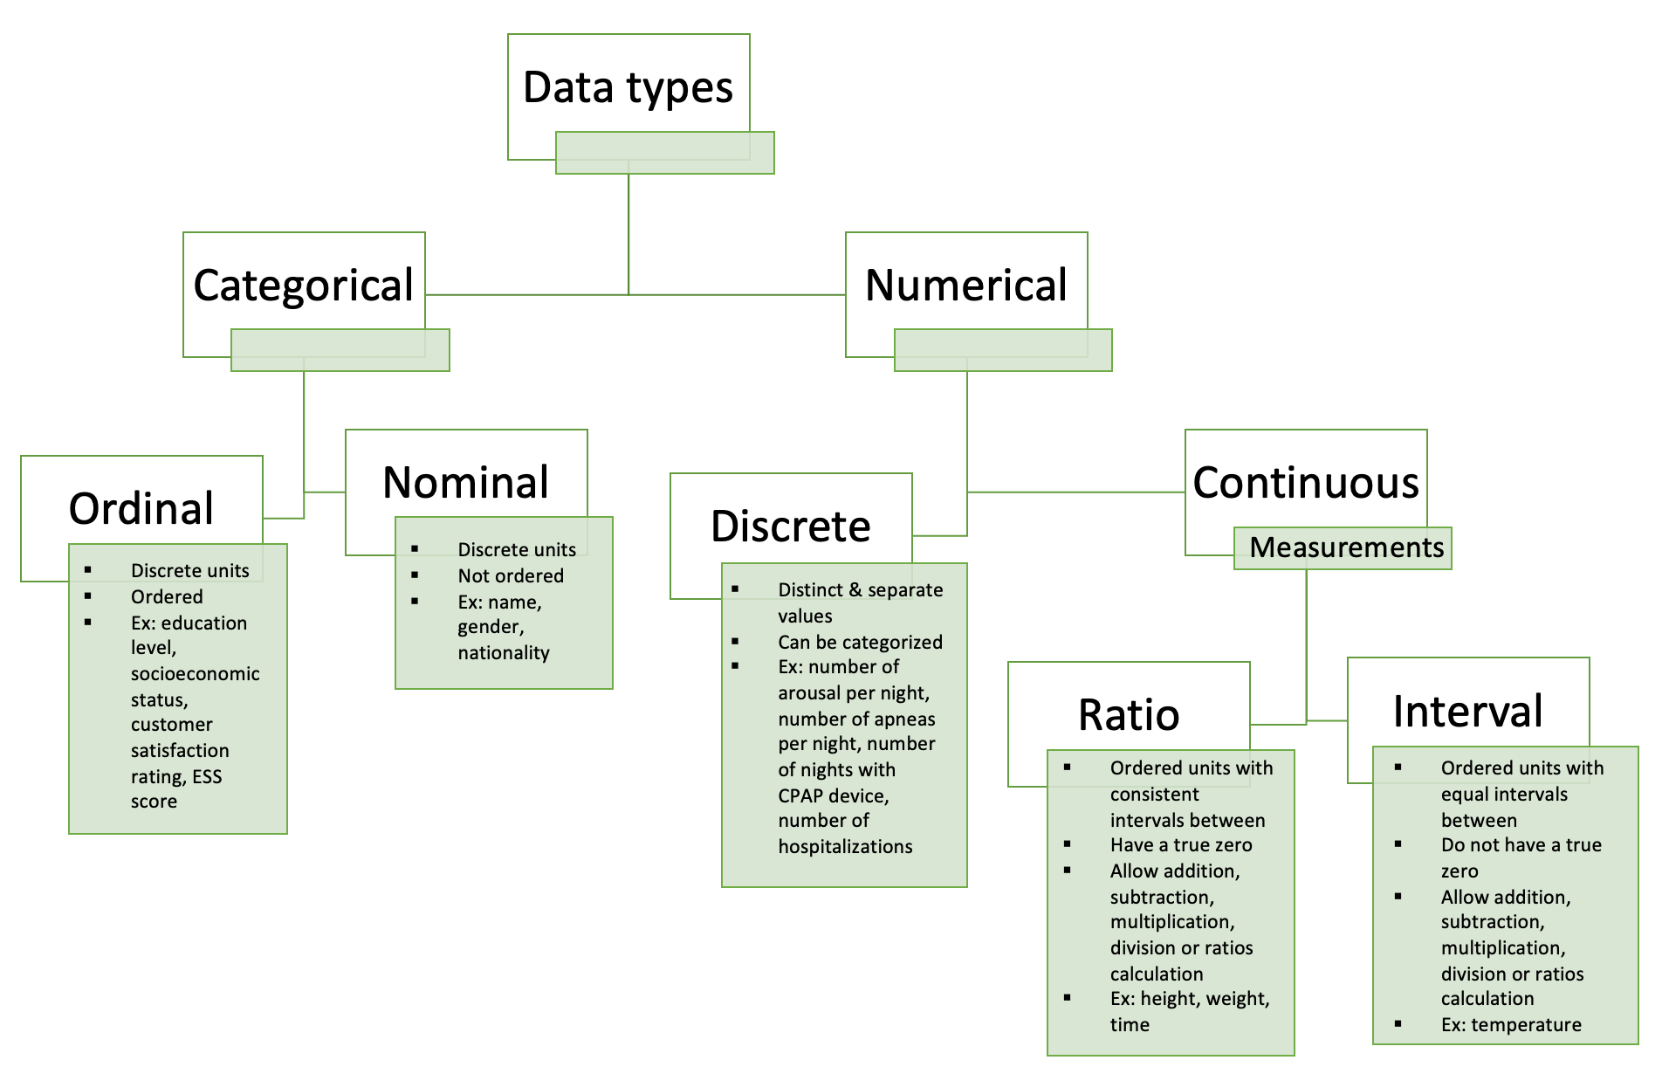 Data types
Categorical
Numerical
Ordinal
▪ Discrete units
▪ Ordered
▪ Ex: education
level,
socioeconomic
status,
customer
satisfaction
rating, ESS
score
Nominal
▪ Discrete units
▪ Not ordered
▪ Ex: name,
gender,
nationality
Discrete
▪ Distinct & separate
values
▪ Can be categorized
▪ Ex: number of
arousal per night,
number of apneas
per night, number
of nights with
CPAP device,
number of
hospitalizations
Continuous
Measurements
Ratio
▪ Ordered units with
consistent
intervals between
▪ Have a true zero
▪ Allow addition,
subtraction,
multiplication,
division or ratios
calculation
▪ Ex: height, weight,
time
Interval
▪ Ordered units with
equal intervals
between
▪ Do not have a true
zero
▪ Allow addition,
subtraction,
multiplication,
division or ratios
calculation
▪ Ex: temperature